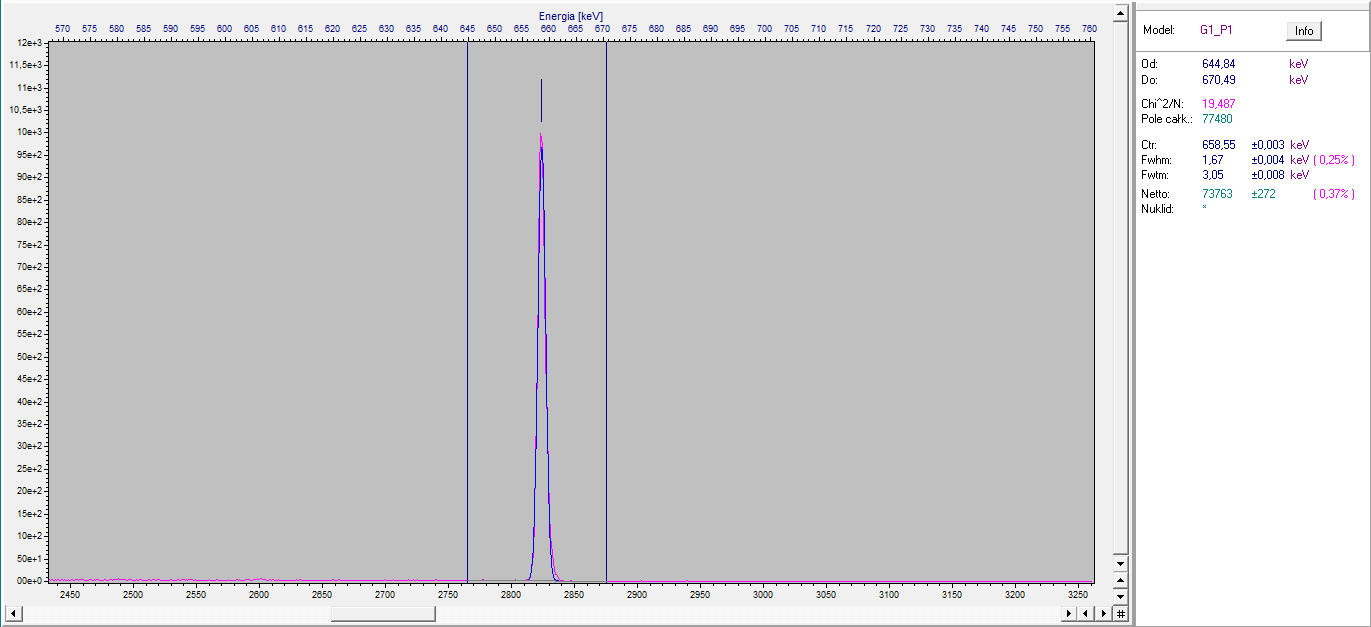 Energia [keV]
570 575 580 585 590 595 600 605 610 615 620 625 630 635 640 645 650 655 660 665 670 675 680 685 690 695 700 705 710 715 720 725 730 735 740 745 750 755 760
12e+3
11,5e+3
11e+3
10,5e+3
10e+3
95e+2
90e+2
85e+2
80e+2
75e+2
70e+2
65e+2
60e+2
55e+2
50e+2
45e+2
40e+2
35e+2
30e+2
25e+2
20e+2
15e+2
10e+2
50e+1
00e+0
2450 2500 2550 2600 2650 2700 2750 2800 2850 2900 2950 3000 3050 3100 3150 3200 3250
#
Model: G1_P1 Info
Od: 644,84 keV
Do: 670,49 keV
Chi^2/N: 19,487
Pole całk.: 77480
Ctr: 658,55 ±0,003 keV
Fwhm: 1,67 ±0,004 keV ( 0,25% )
Fwtm: 3,05 ±0,008 keV
Netto: 73763 ±272 ( 0,37% )
Nuklid: *